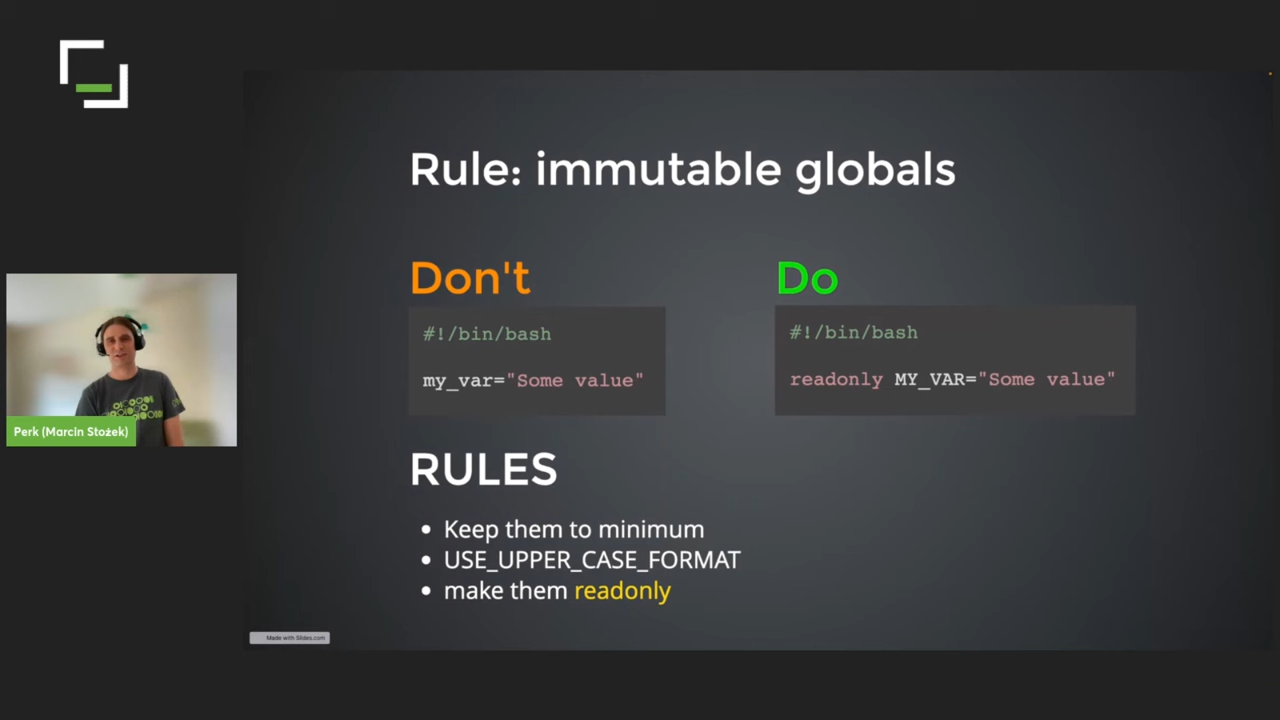 Rule: immutable globals
Don't
#!/bin/bash
my_var="Some value"
Do
#!/bin/bash
readonly MY_VAR="Some value"
RULES
Keep them to minimum
USE_UPPER_CASE_FORMAT
make them readonly
Perk (Marcin Stożek)
Made with Slides.com